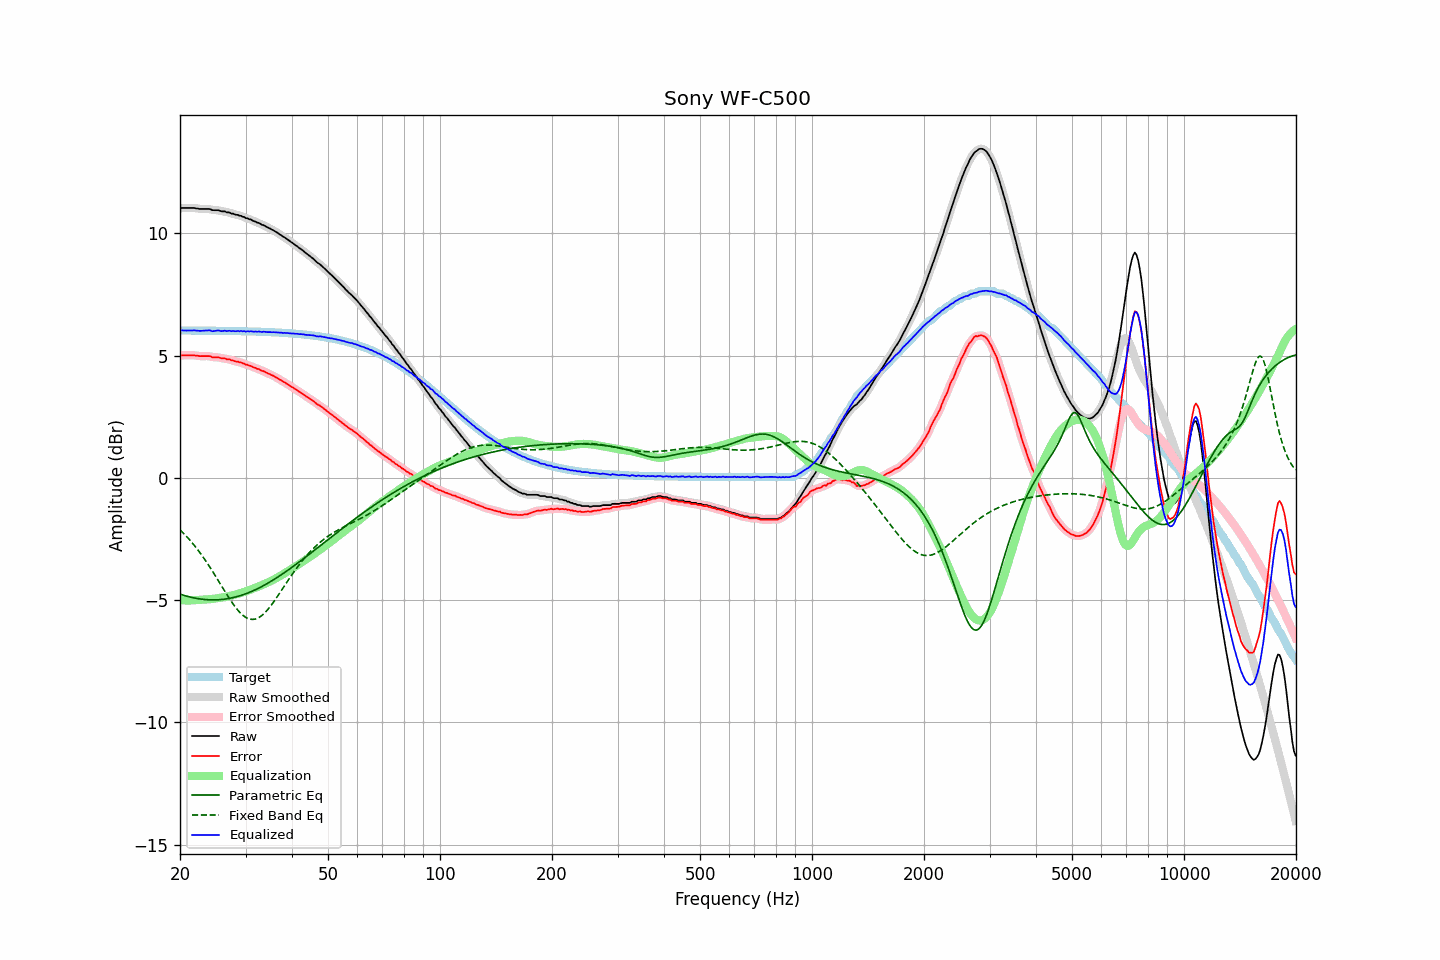 Sony WF-C500
Amplitude (dBr)
10
5
0
−5
−10
−15
Target
Raw Smoothed
Error Smoothed
Raw
Error
Equalization
Parametric Eq
Fixed Band Eq
Equalized
20 50 100 200 500 1000 2000 5000 10000 20000
Frequency (Hz)